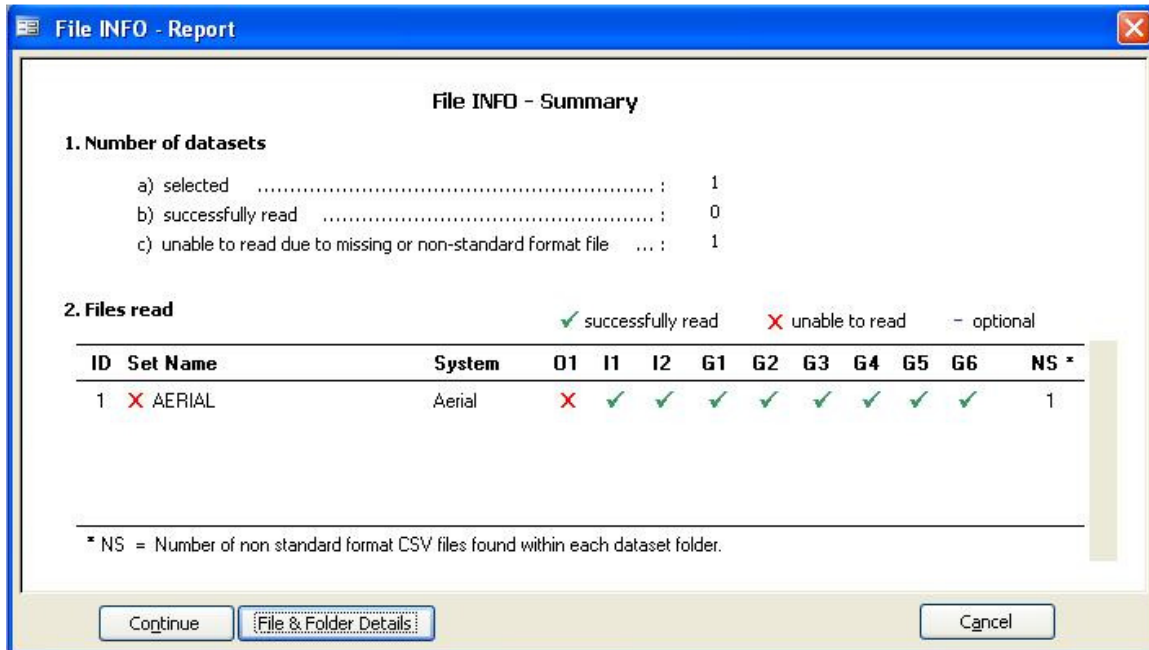 File INFO - Report
File INFO - Summary
1. Number of datasets
a) selected ............................................................... : 1
b) successfully read ..................................................... : 0
c) unable to read due to missing or non-standard format file ... : 1
2. Files read ✓ successfully read X unable to read - optional
ID Set Name System O1 I1 I2 G1 G2 G3 G4 G5 G6 NS *
1 X AERIAL Aerial X ✓ ✓ ✓ ✓ ✓ ✓ ✓ ✓ 1
* NS = Number of non standard format CSV files found within each dataset folder.
Continue File & Folder Details Cancel